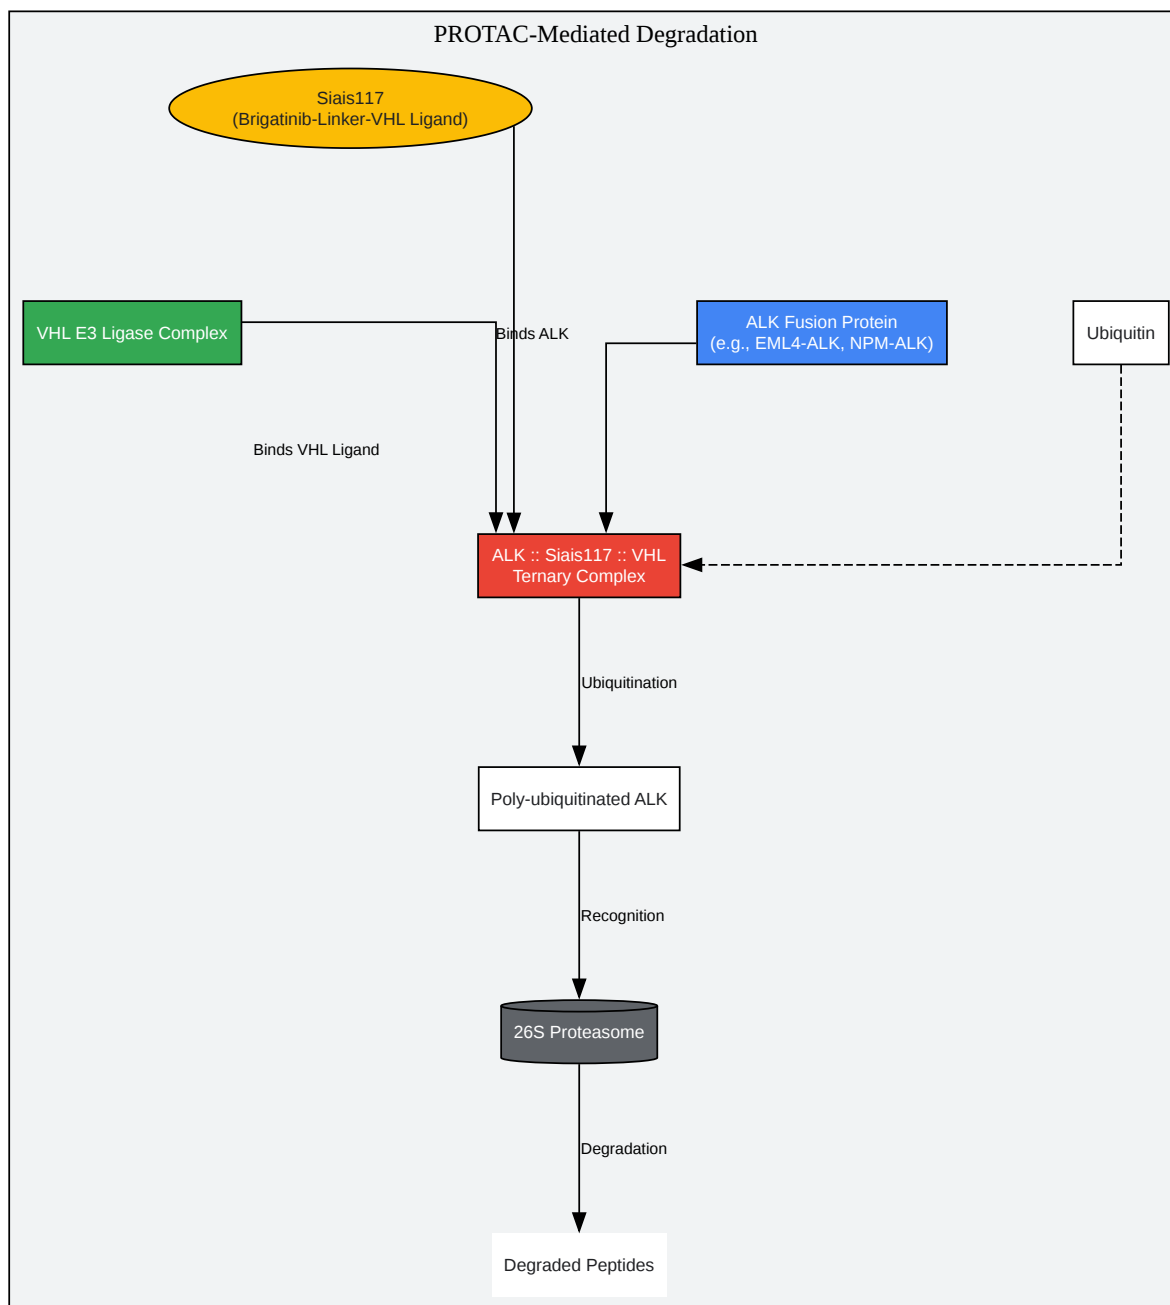 PROTAC-Mediated Degradation
Siais117
(Brigatinib-Linker-VHL Ligand)
VHL E3 Ligase Complex
Binds ALK
ALK Fusion Protein
(e.g., EML4-ALK, NPM-ALK)
Ubiquitin
Binds VHL Ligand
ALK :: Siais117 :: VHL
Ternary Complex
Ubiquitination
Poly-ubiquitinated ALK
Recognition
26S Proteasome
Degradation
Degraded Peptides